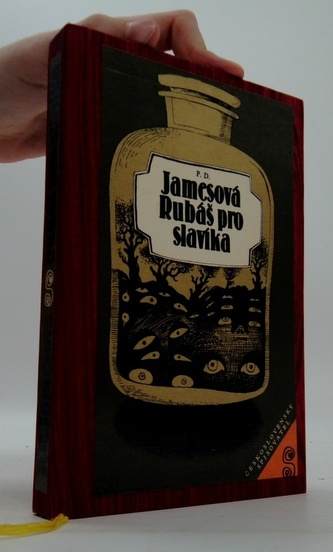 P. D.
Jamesová
Rubáš pro
slavíka
ČESKOSLOVENSKÝ
SPISOVATEL